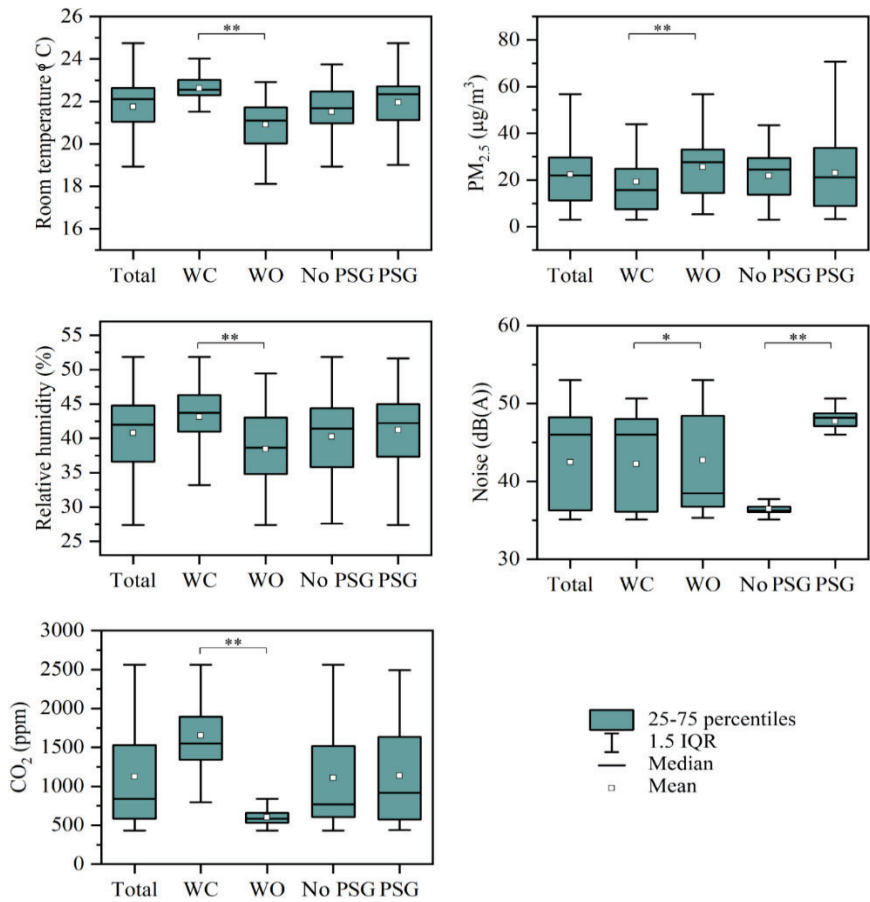 24
22
20
18
16
26
Room temperature (°C)
**
Total WC WO No PSG PSG
100
80
60
40
20
0
PM2.5 (μg/m3)
**
Total WC WO No PSG PSG
55
50
45
40
35
30
25
Relative humidity (%)
**
Total WC WO No PSG PSG
60
50
40
30
Noise (dB(A))
*
**
Total WC WO No PSG PSG
3000
2500
2000
1500
1000
500
0
CO2 (ppm)
**
Total WC WO No PSG PSG
25-75 percentiles
1.5 IQR
Median
Mean